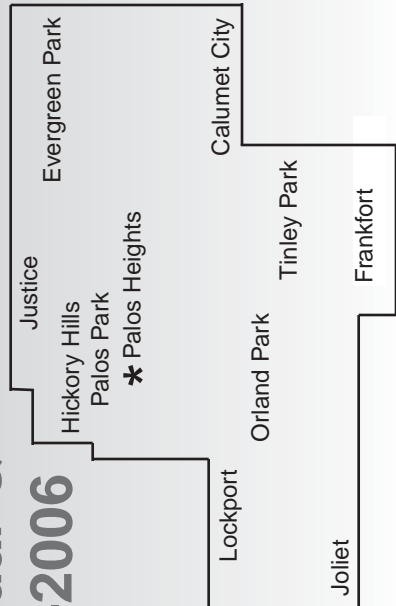 2006
Justice
Evergreen Park
Hickory Hills
Palos Park
* Palos Heights
Calumet City
Lockport
Orland Park
Tinley Park
Joliet
Frankfort